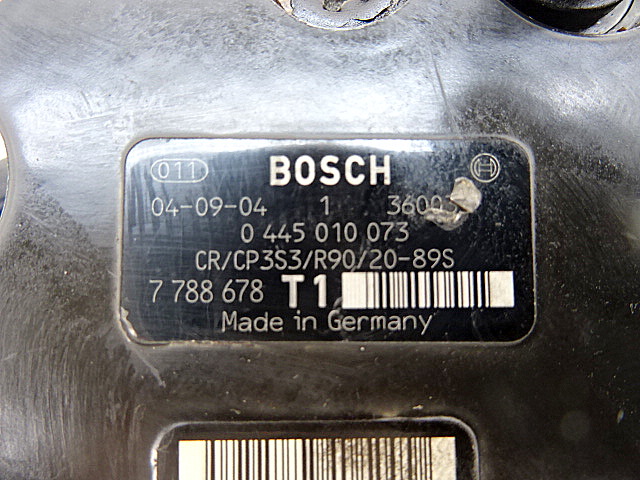 011 BOSCH
04-09-04 1
0 445 010 073
CR/CP3S3/R90/20-89S
7 788 678 T1
Made in Germany